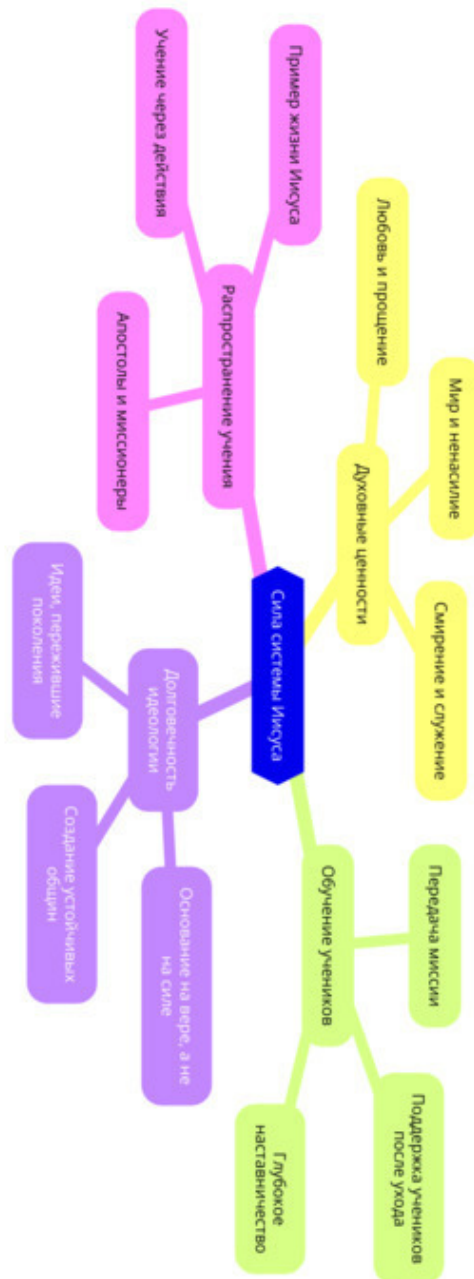 Сила системы Иисуса
Духовные ценности
Любовь и прощение
Мир и ненасилие
Смирение и служение
Обучение учеников
Передача миссии
Поддержка учеников
после ухода
Глубокое
наставничество
Долговечность
идеологии
Основание на вере, а не
на силе
Создание устойчивых
общин
Идеи, пережившие
поколения
Распространение учения
Пример жизни Иисуса
Учение через действия
Апостолы и миссионеры